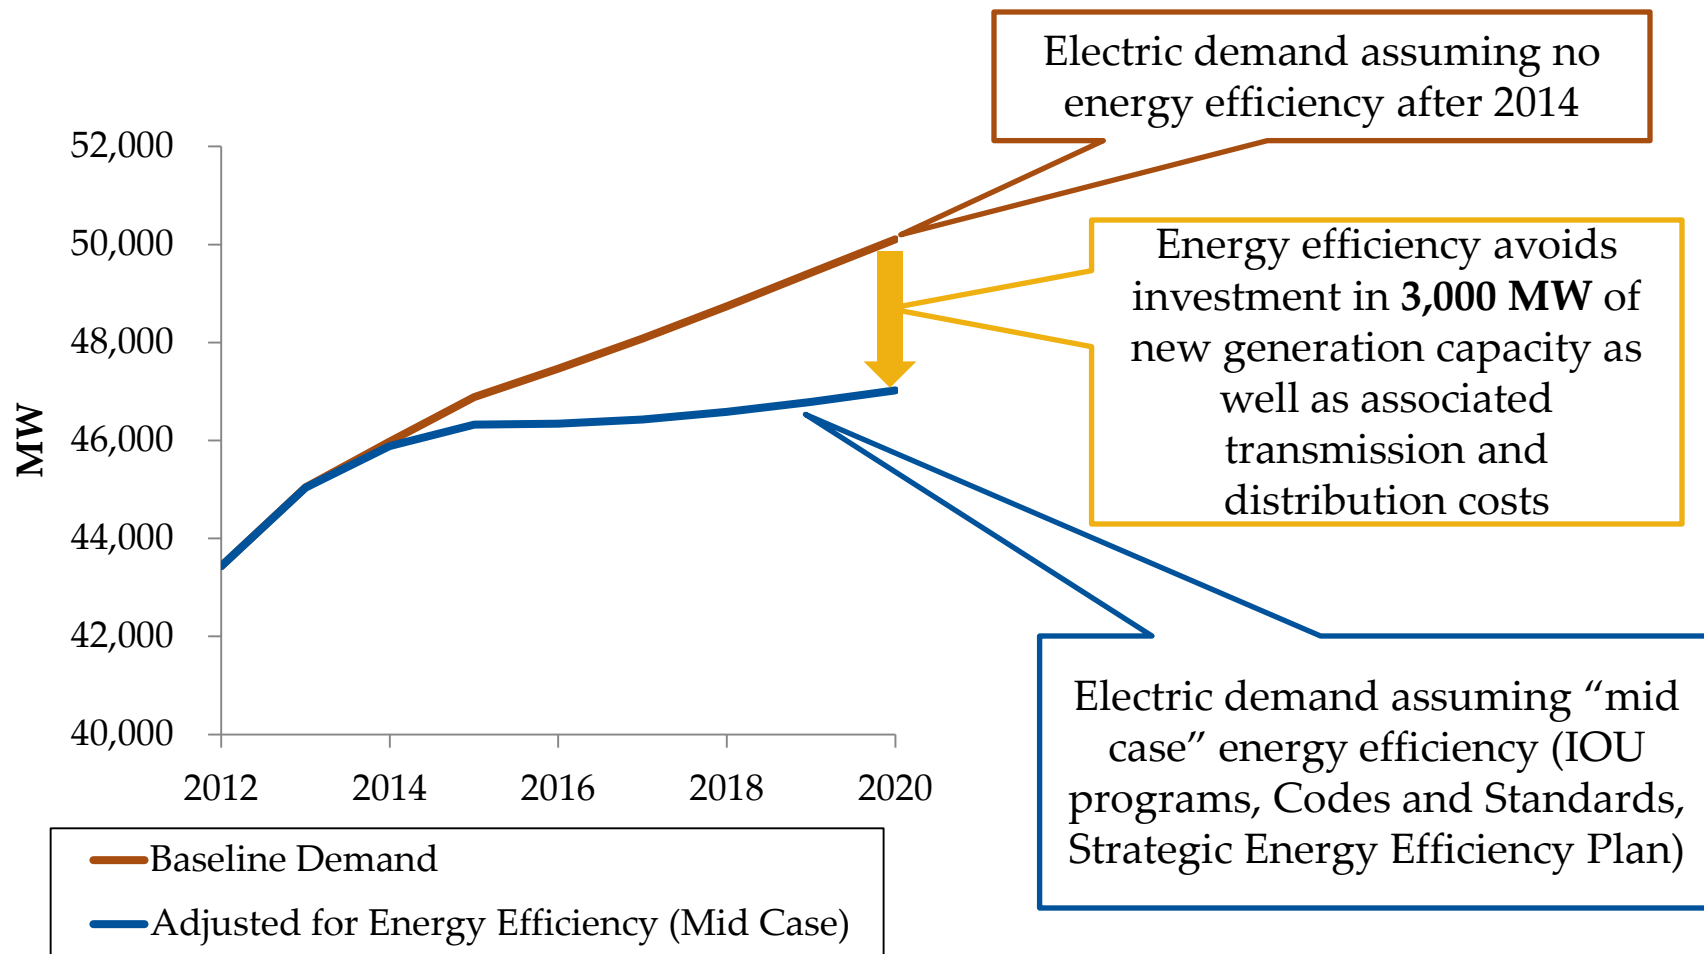 Electric demand assuming no
energy efficiency after 2014
52,000
50,000
48,000
46,000
44,000
42,000
40,000
MW
2012
2014
2016
2018
2020
Energy efficiency avoids
investment in 3,000 MW of
new generation capacity as
well as associated
transmission and
distribution costs
Electric demand assuming “mid
case” energy efficiency (IOU
programs, Codes and Standards,
Strategic Energy Efficiency Plan)
Baseline Demand
Adjusted for Energy Efficiency (Mid Case)